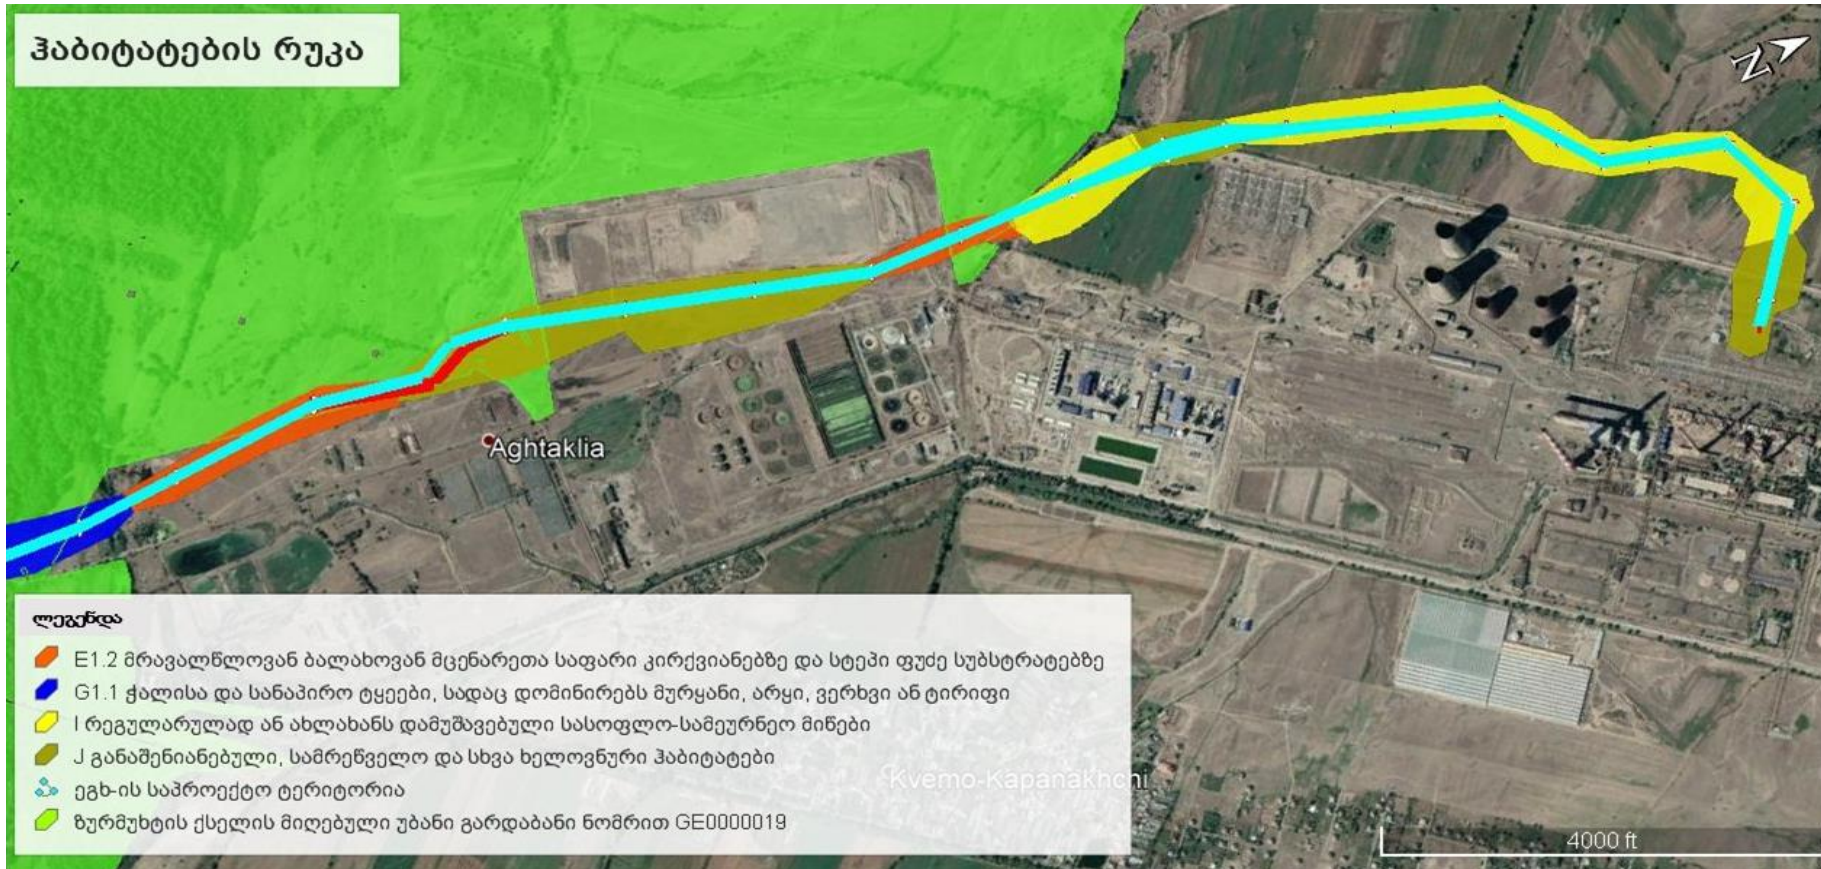 ჰაბიტატების რუკა
N
Aghtaklia
ლეგენდა
E1.2 მრავალწლოვან ბალახოვან მცენარეთა საფარი კირქვიანებზე და სტეპი ფუძე სუბსტრატებზე
G1.1 ჭალისა და სანაპირო ტყეები, სადაც დომინირებს მურყანი, არყი, ვერხვი ან ტირიფი
I რეგულარულად ან ახლახანს დამუშავებული სასოფლო-სამეურნეო მიწები
J განაშენიანებული, სამრეწველო და სხვა ხელოვნური ჰაბიტატები
ეგხ-ის საპროექტო ტერიტორია
ზურმუხტის ქსელის მიღებული უბანი გარდაბანი ნომრით GE0000019
Kvemo-Kapanakhchi
4000 ft